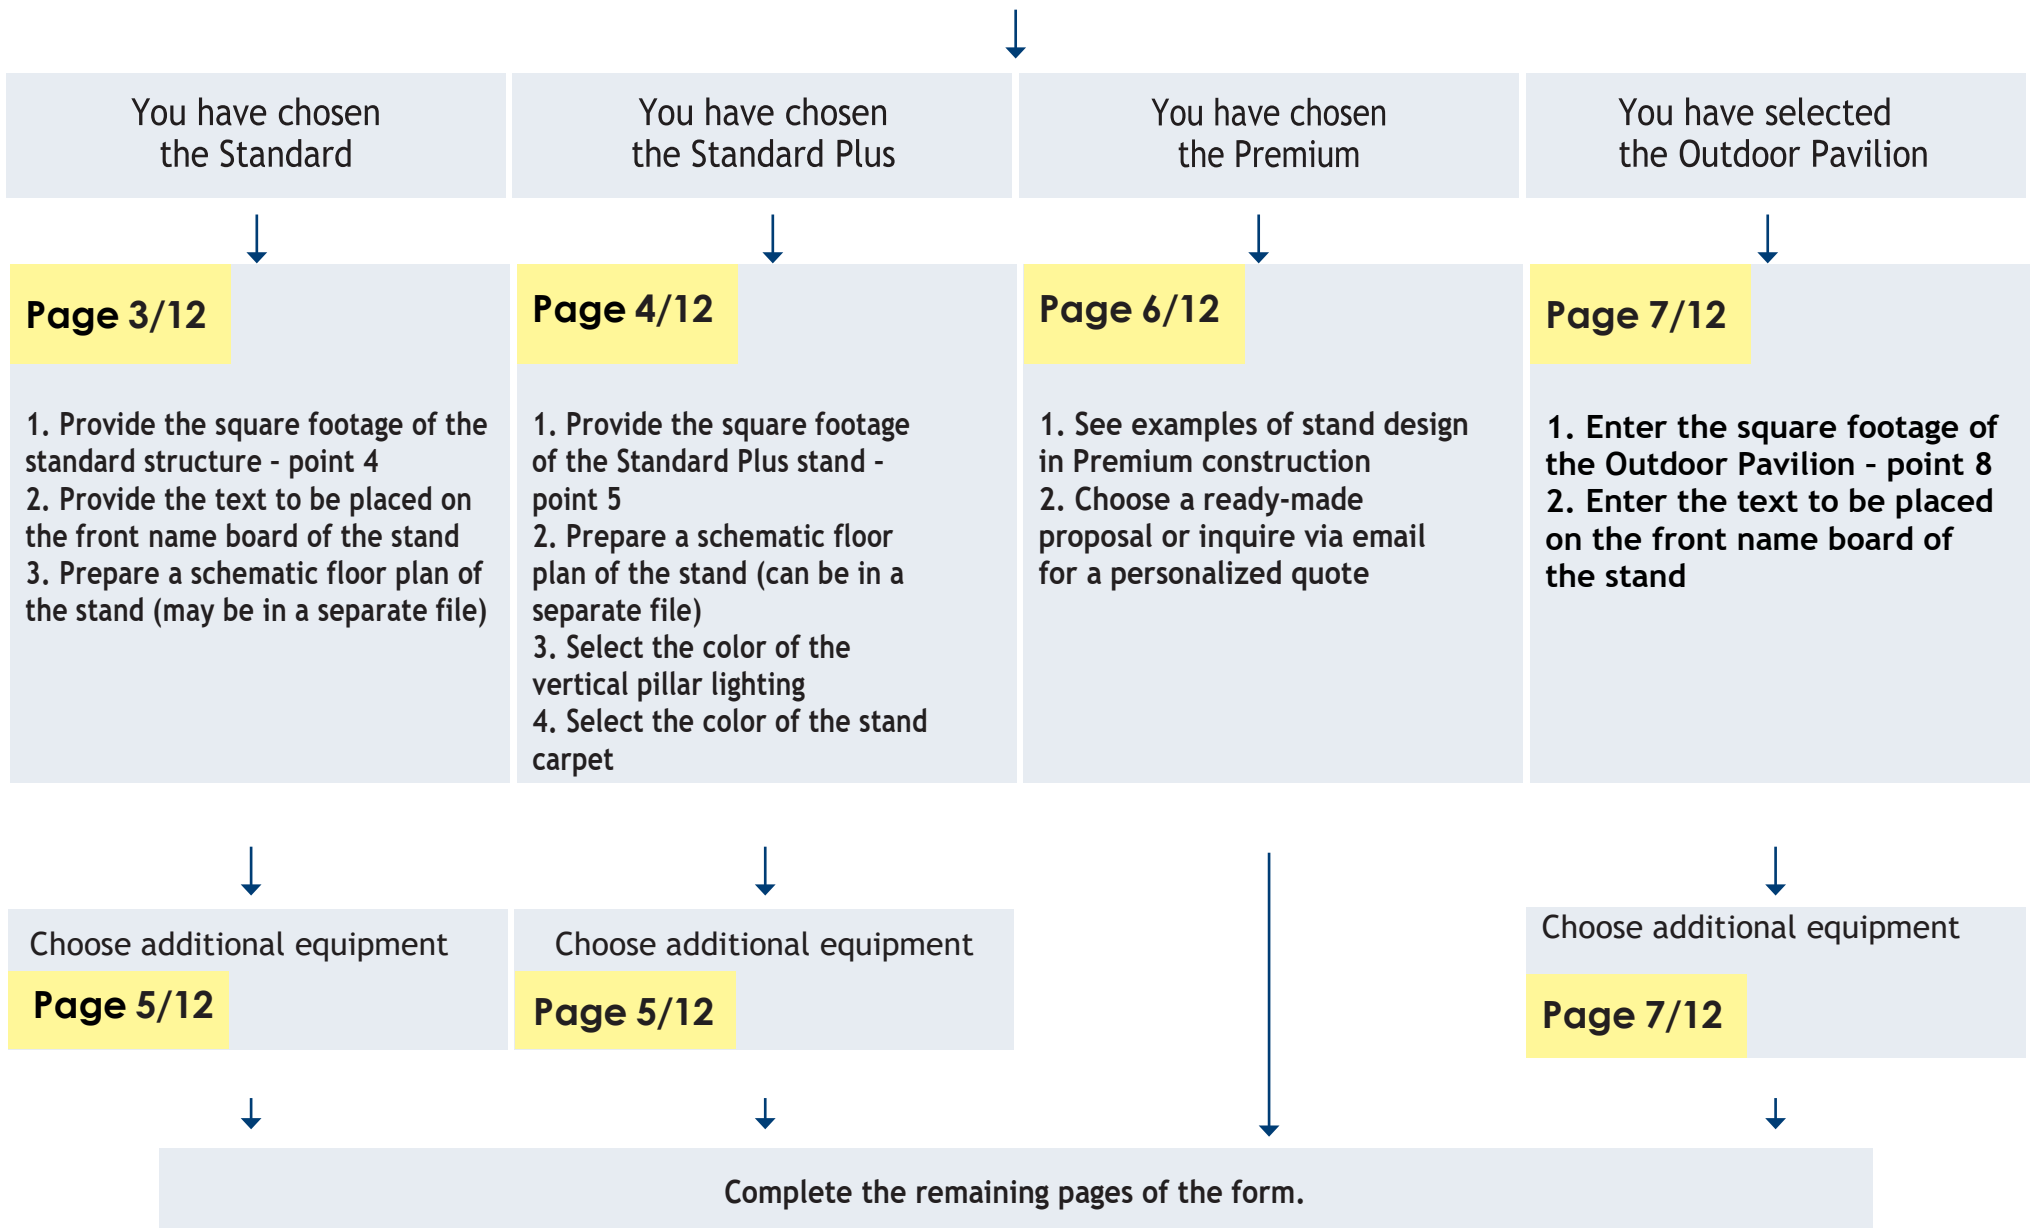 You have chosen
the Standard
You have chosen
the Standard Plus
You have chosen
the Premium
You have selected
the Outdoor Pavilion
Page 3/12
1. Provide the square footage of the
standard structure – point 4
2. Provide the text to be placed on
the front name board of the stand
3. Prepare a schematic floor plan of
the stand (may be in a separate file)
Page 4/12
1. Provide the square footage
of the Standard Plus stand –
point 5
2. Prepare a schematic floor
plan of the stand (can be in a
separate file)
3. Select the color of the
vertical pillar lighting
4. Select the color of the stand
carpet
Page 6/12
1. See examples of stand design
in Premium construction
2. Choose a ready-made
proposal or inquire via email
for a personalized quote
Page 7/12
1. Enter the square footage of
the Outdoor Pavilion – point 8
2. Enter the text to be placed
on the front name board of
the stand
Choose additional equipment
Page 5/12
Choose additional equipment
Page 5/12
Choose additional equipment
Page 7/12
Complete the remaining pages of the form.